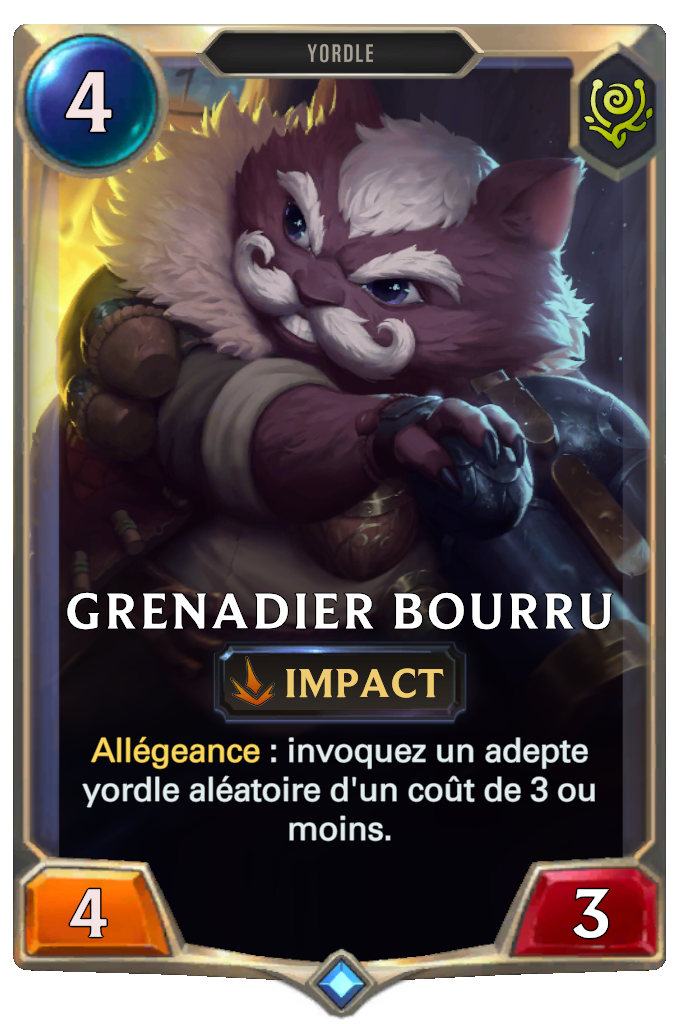 YORDLE
4
GRENADIER BOURRU
IMPACT
Allégeance : invoquez un adepte
yordle aléatoire d'un coût de 3 ou
moins.
4
3